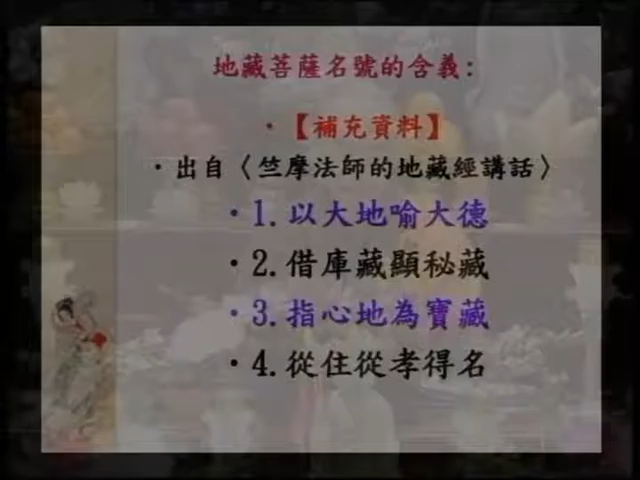 地藏菩薩名號的含義:
·【補充資料】
·出自〈竺摩法師的地藏經講話〉
·1.以大地喻大德
·2.借庫藏顯秘藏
·3.指心地為寶藏
·4.從住從孝得名